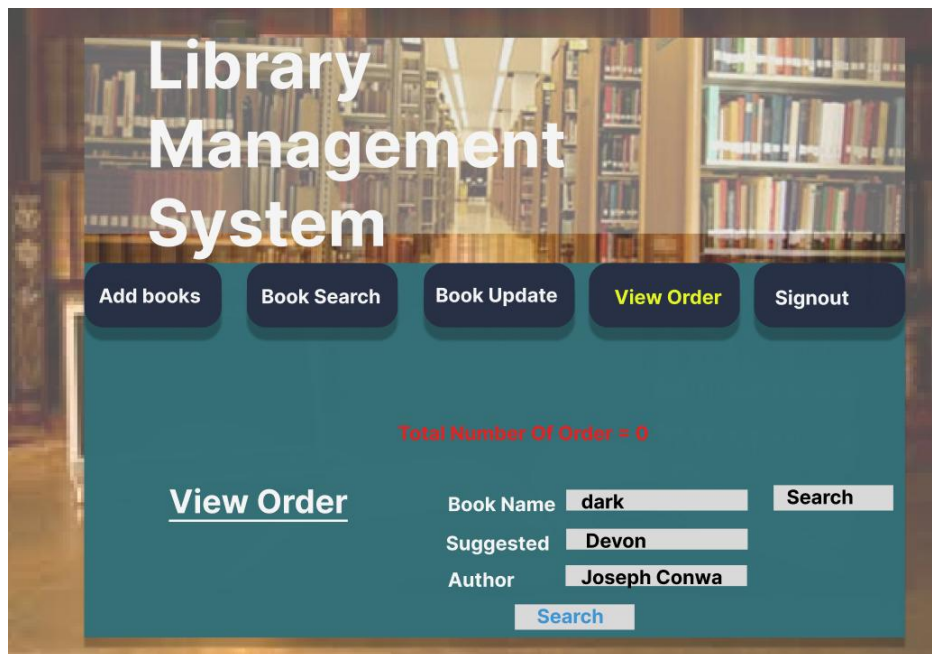 Library
Management
System
Add books Book Search Book Update View Order Signout
Total Number Of Order = 0
View Order
Book Name dark Search
Suggested Devon
Author Joseph Conwa
Search